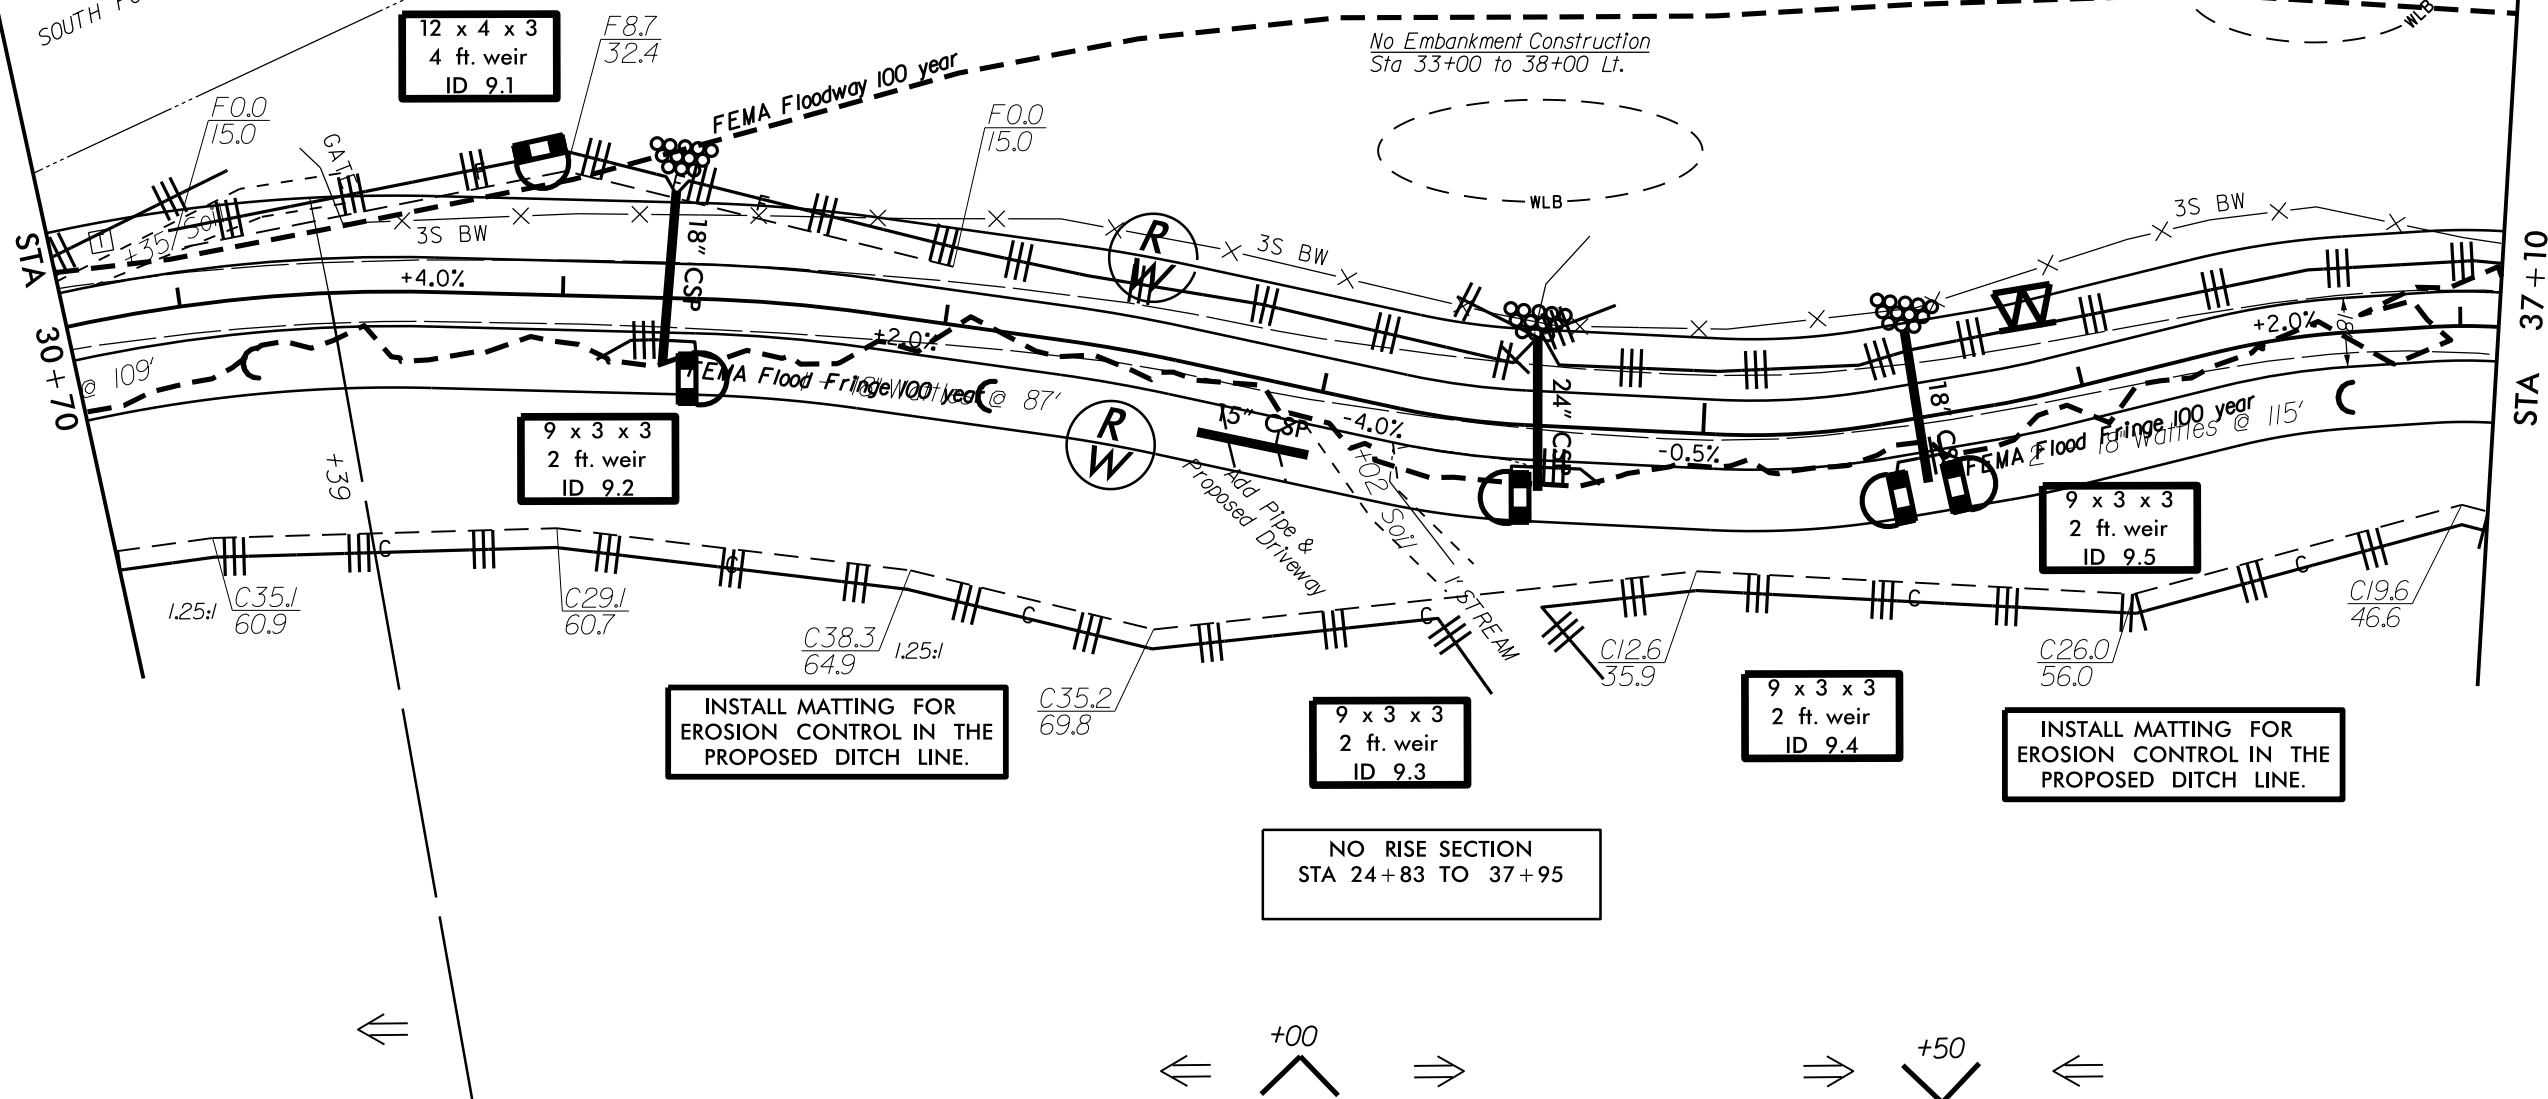 12 x 4 x 3
4 ft. weir
ID 9.1
F8.7
32.4
F0.0
15.0
FEMA Floodway 100 year
No Embankment Construction
Sta 33+00 to 38+00 Lt.
WLB
F0.0
15.0
WLB
STA 30+70
+35 Soil
3S BW
F
F
+4.0%
18" CSP
R
W
3S BW
3S BW
STA 37+10
@ 109'
+2.0%
FEMA Flood Fringe 100 year
18" Wattles @ 87'
R
W
15" CSP
-4.0%
24" CSP
-0.5%
18"
+2.0%
18'
FEMA Flood Fringe 100 year
2 - 18" Wattles @ 115'
9 x 3 x 3
2 ft. weir
ID 9.2
+39
Add Pipe &
Proposed Driveway
+02 Soil
1' STREAM
9 x 3 x 3
2 ft. weir
ID 9.5
C
C
C
C
C
C
1.25:1
C35.1
60.9
C29.1
60.7
C38.3
64.9
1.25:1
C35.2
69.8
C12.6
35.9
C26.0
56.0
C19.6
46.6
INSTALL MATTING FOR
EROSION CONTROL IN THE
PROPOSED DITCH LINE.
9 x 3 x 3
2 ft. weir
ID 9.3
9 x 3 x 3
2 ft. weir
ID 9.4
INSTALL MATTING FOR
EROSION CONTROL IN THE
PROPOSED DITCH LINE.
NO RISE SECTION
STA 24+83 TO 37+95
+00
+50